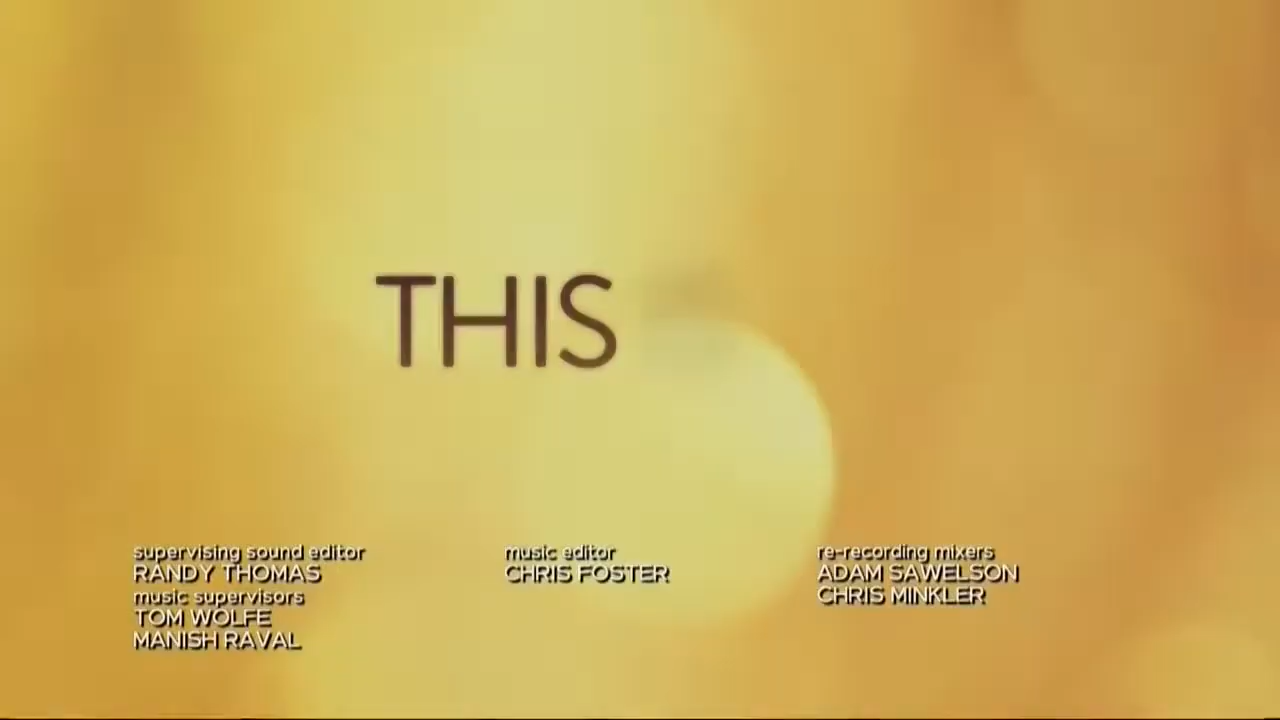 THIS
supervising sound editor
RANDY THOMAS
music supervisors
TOM WOLFE
MANISH RAVAL
music editor
CHRIS FOSTER
re-recording mixers
ADAM SAWELSON
CHRIS MINKLER